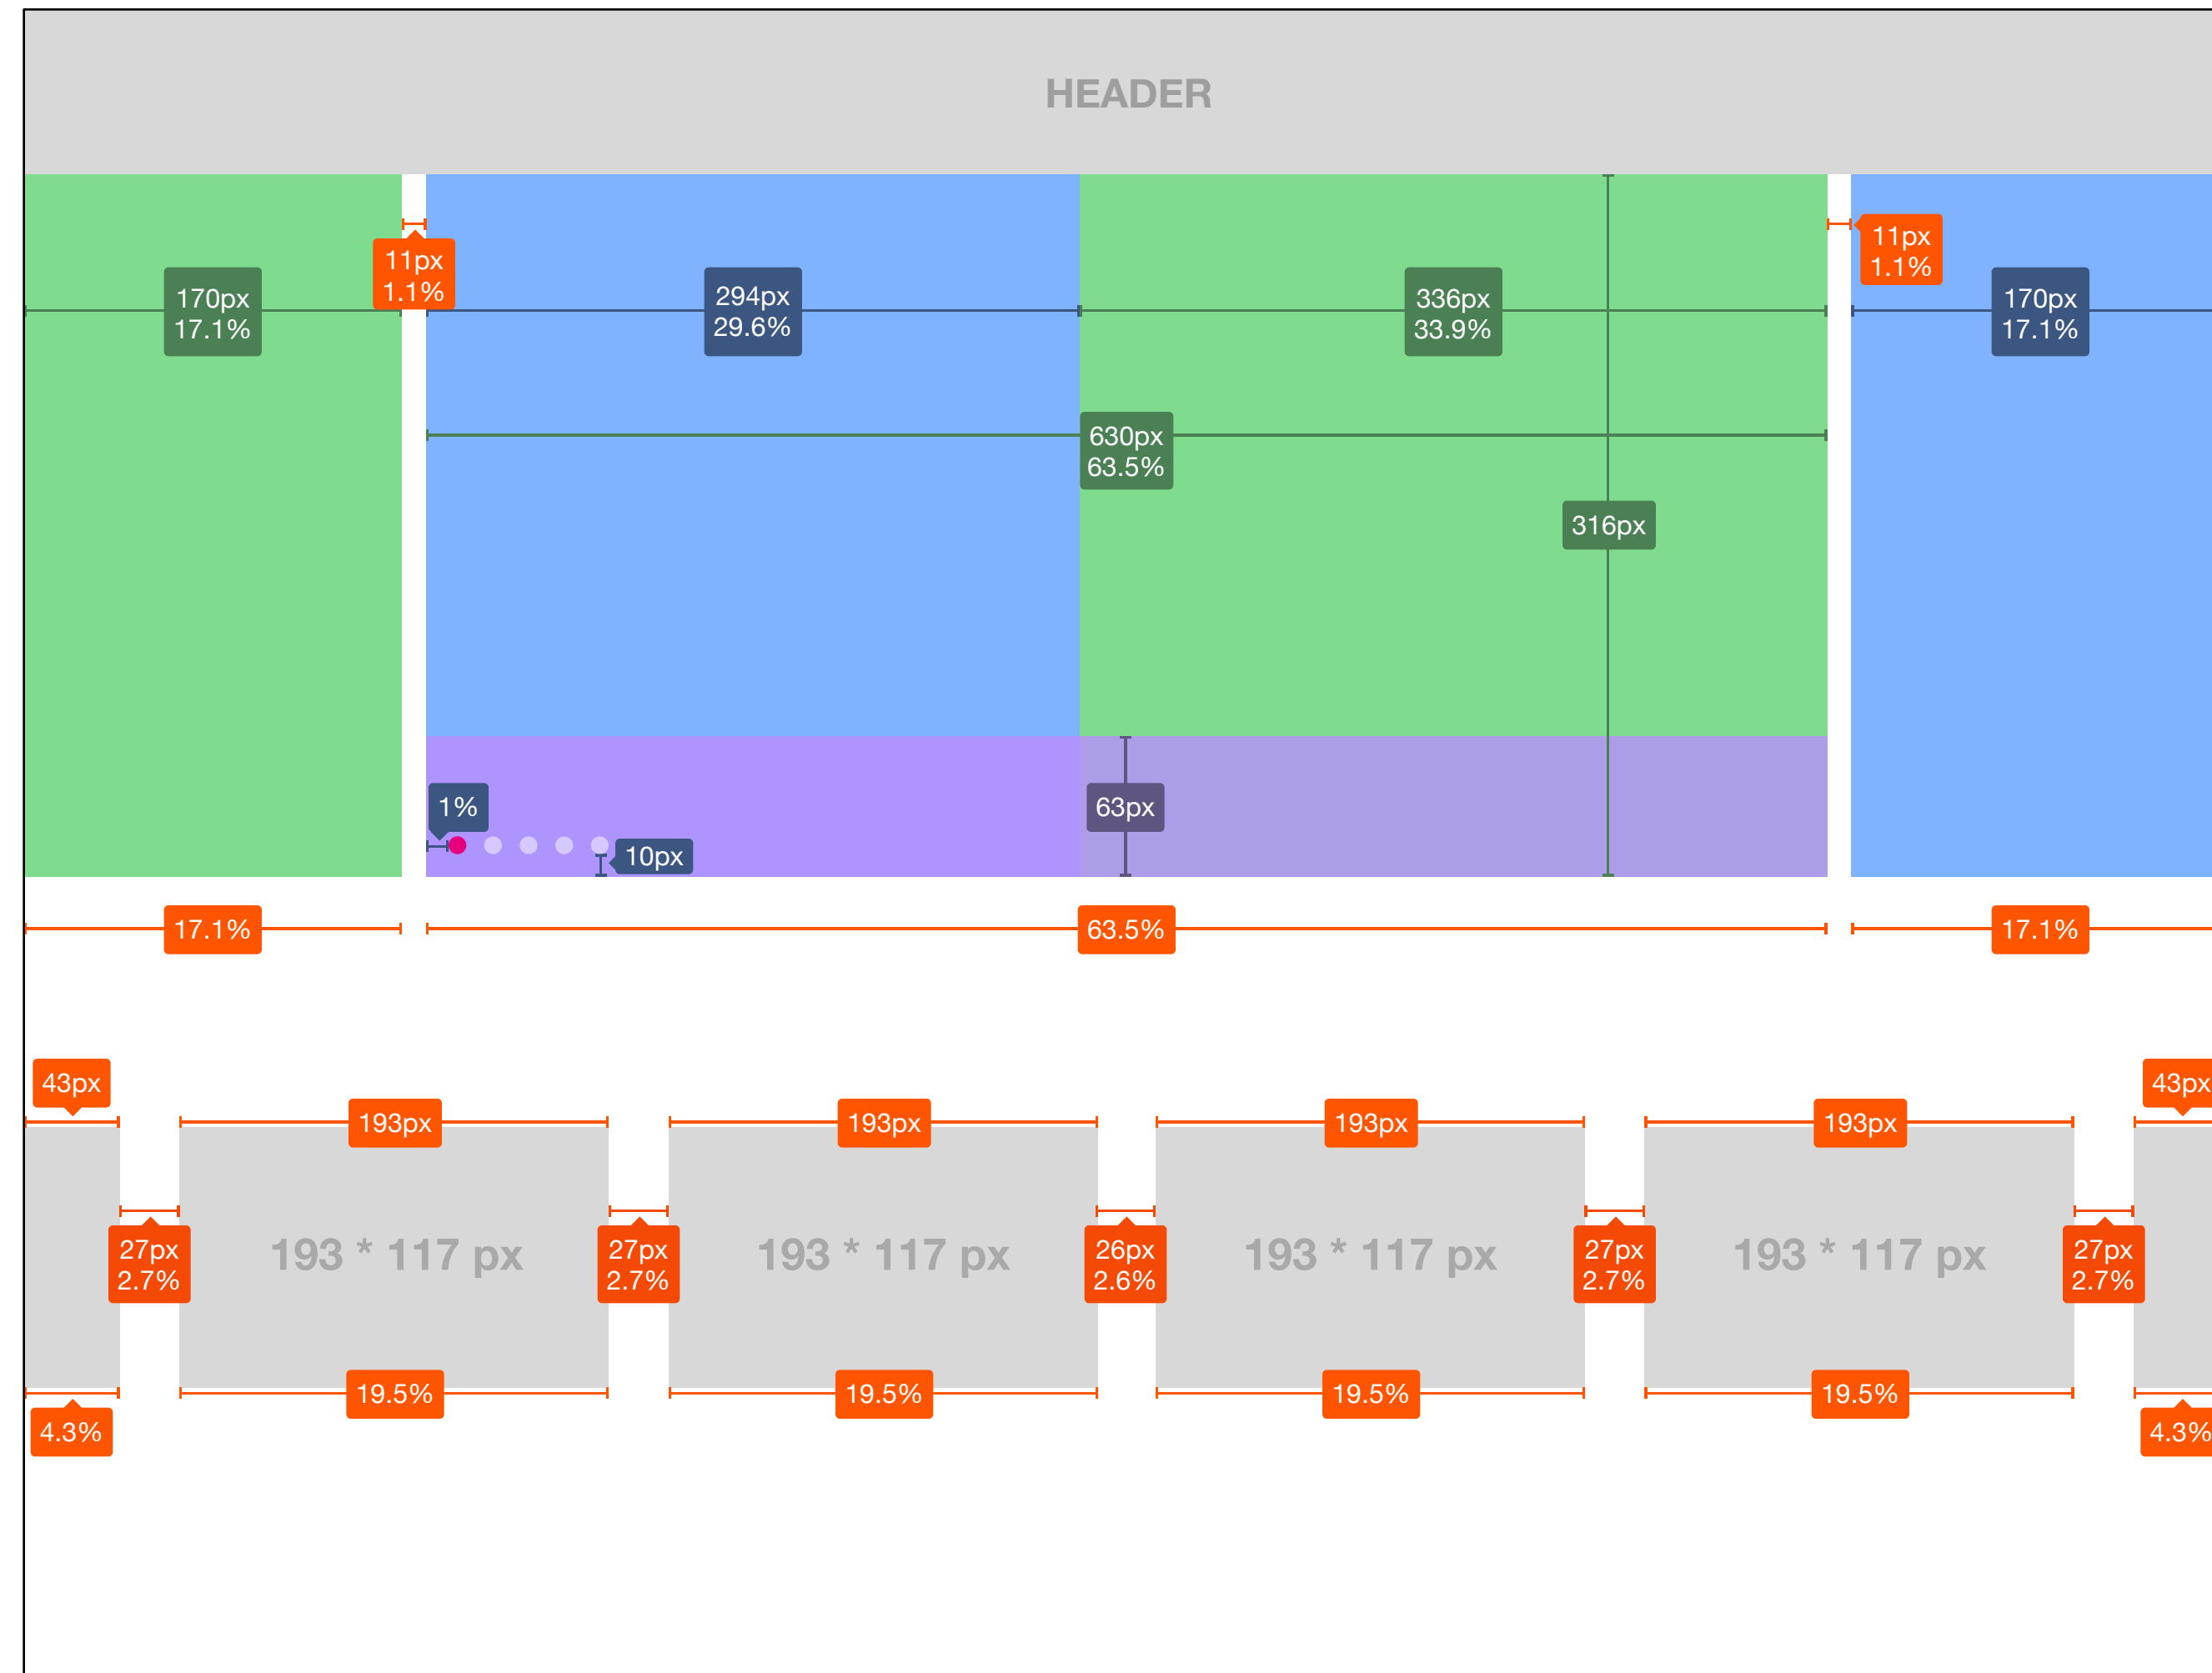 HEADER
11px
1.1%
11px
1.1%
170px
17.1%
294px
29.6%
336px
33.9%
170px
17.1%
630px
63.5%
316px
1%
63px
10px
17.1%
63.5%
17.1%
43px
43px
193px
193px
193px
193px
27px
2.7%
193 * 117 px
27px
2.7%
193 * 117 px
26px
2.6%
193 * 117 px
27px
2.7%
193 * 117 px
27px
2.7%
19.5%
19.5%
19.5%
19.5%
4.3%
4.3%